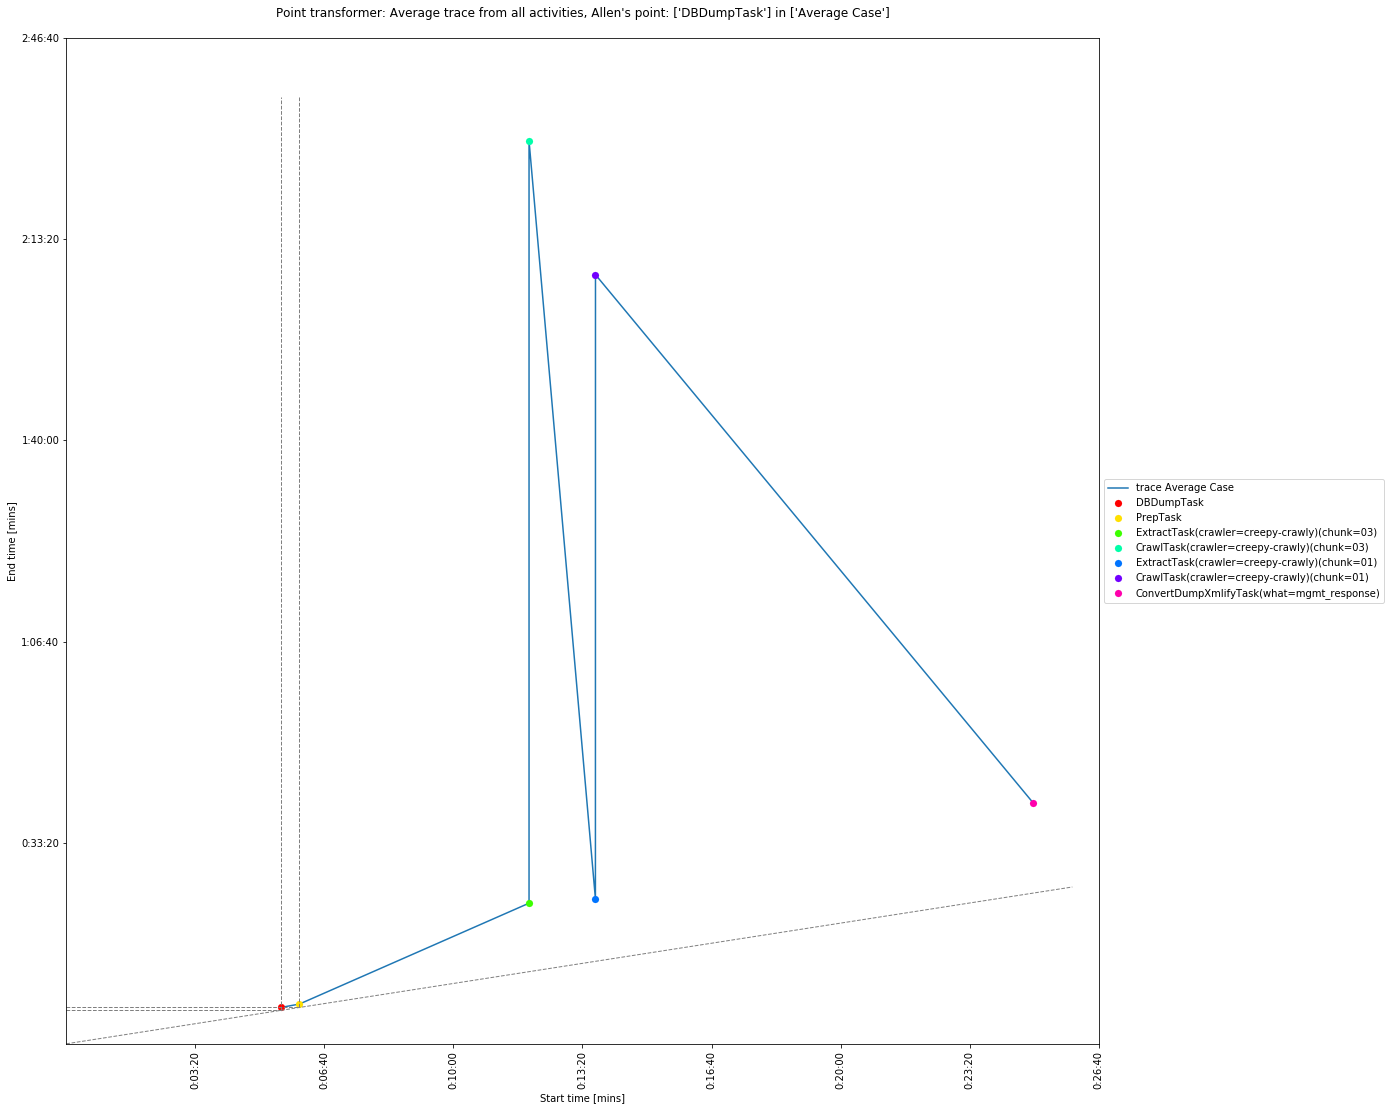 Point transformer: Average trace from all activities, Allen's point: ['DBDumpTask'] in ['Average Case']
2:46:40
2:13:20
1:40:00
1:06:40
0:33:20
End time [mins]
0:03:20
0:06:40
0:10:00
0:13:20
0:16:40
0:20:00
0:23:20
0:26:40
Start time [mins]
trace Average Case
DBDumpTask
PrepTask
ExtractTask(crawler=creepy-crawly)(chunk=03)
CrawlTask(crawler=creepy-crawly)(chunk=03)
ExtractTask(crawler=creepy-crawly)(chunk=01)
CrawlTask(crawler=creepy-crawly)(chunk=01)
ConvertDumpXmlifyTask(what=mgmt_response)